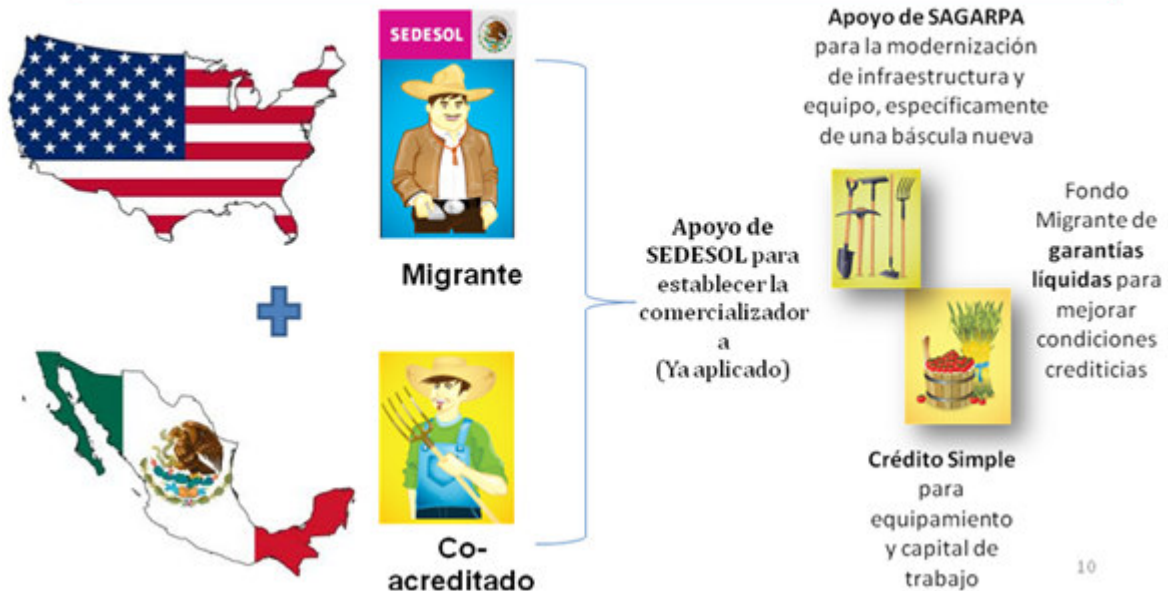 SEDESOL
Migrante
Co-
acreditado
Apoyo de
SEDESOL para
establecer la
comercializador
a
(Ya aplicado)
Apoyo de SAGARPA
para la modernización
de infraestructura y
equipo, específicamente
de una báscula nueva
Fondo
Migrante de
garantías
líquidas para
mejorar
condiciones
crediticias
Crédito Simple
para
equipamiento
y capital de
trabajo
10